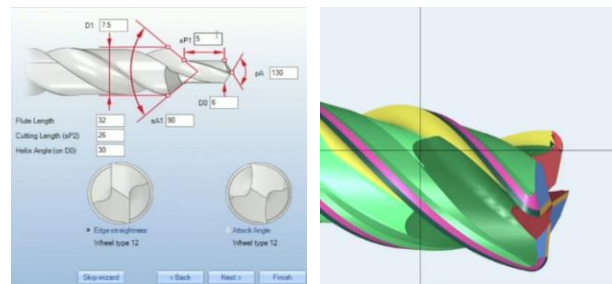 D1 7.5
sP1 5
pA 130
D0 6
Flute Length 32
sA1 90
Cutting Length (sP2) 26
Helix Angle (on D0) 30
Edge straightness Attack Angle
Wheel type 12 Wheel type 12
Skip wizard < Back Next > Finish